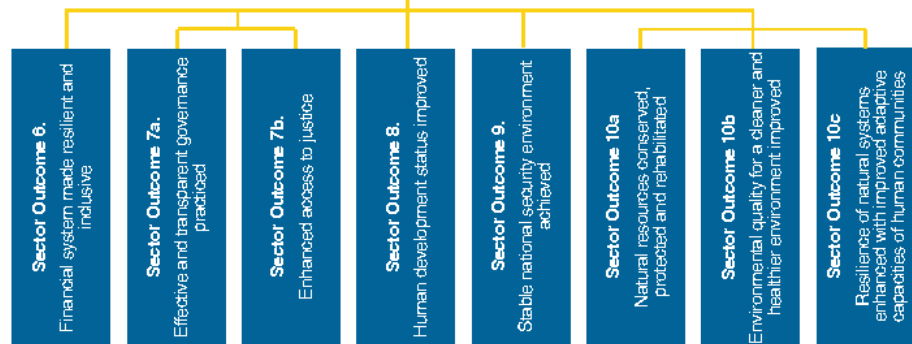 Sector Outcome 6.
Financial system made resilient and
inclusive
Sector Outcome 7a.
Effective and transparent governance
practiced
Sector Outcome 7b.
Enhanced access to justice
Sector Outcome 8.
Human development status improved
Sector Outcome 9.
Stable national security environment
achieved
Sector Outcome 10a
Natural resources conserved,
protected and rehabilitated
Sector Outcome 10b
Environmental quality for a cleaner and
healthier environment improved
Sector Outcome 10c
Resilience of natural systems
enhanced with improved adaptive
capacities of human communities